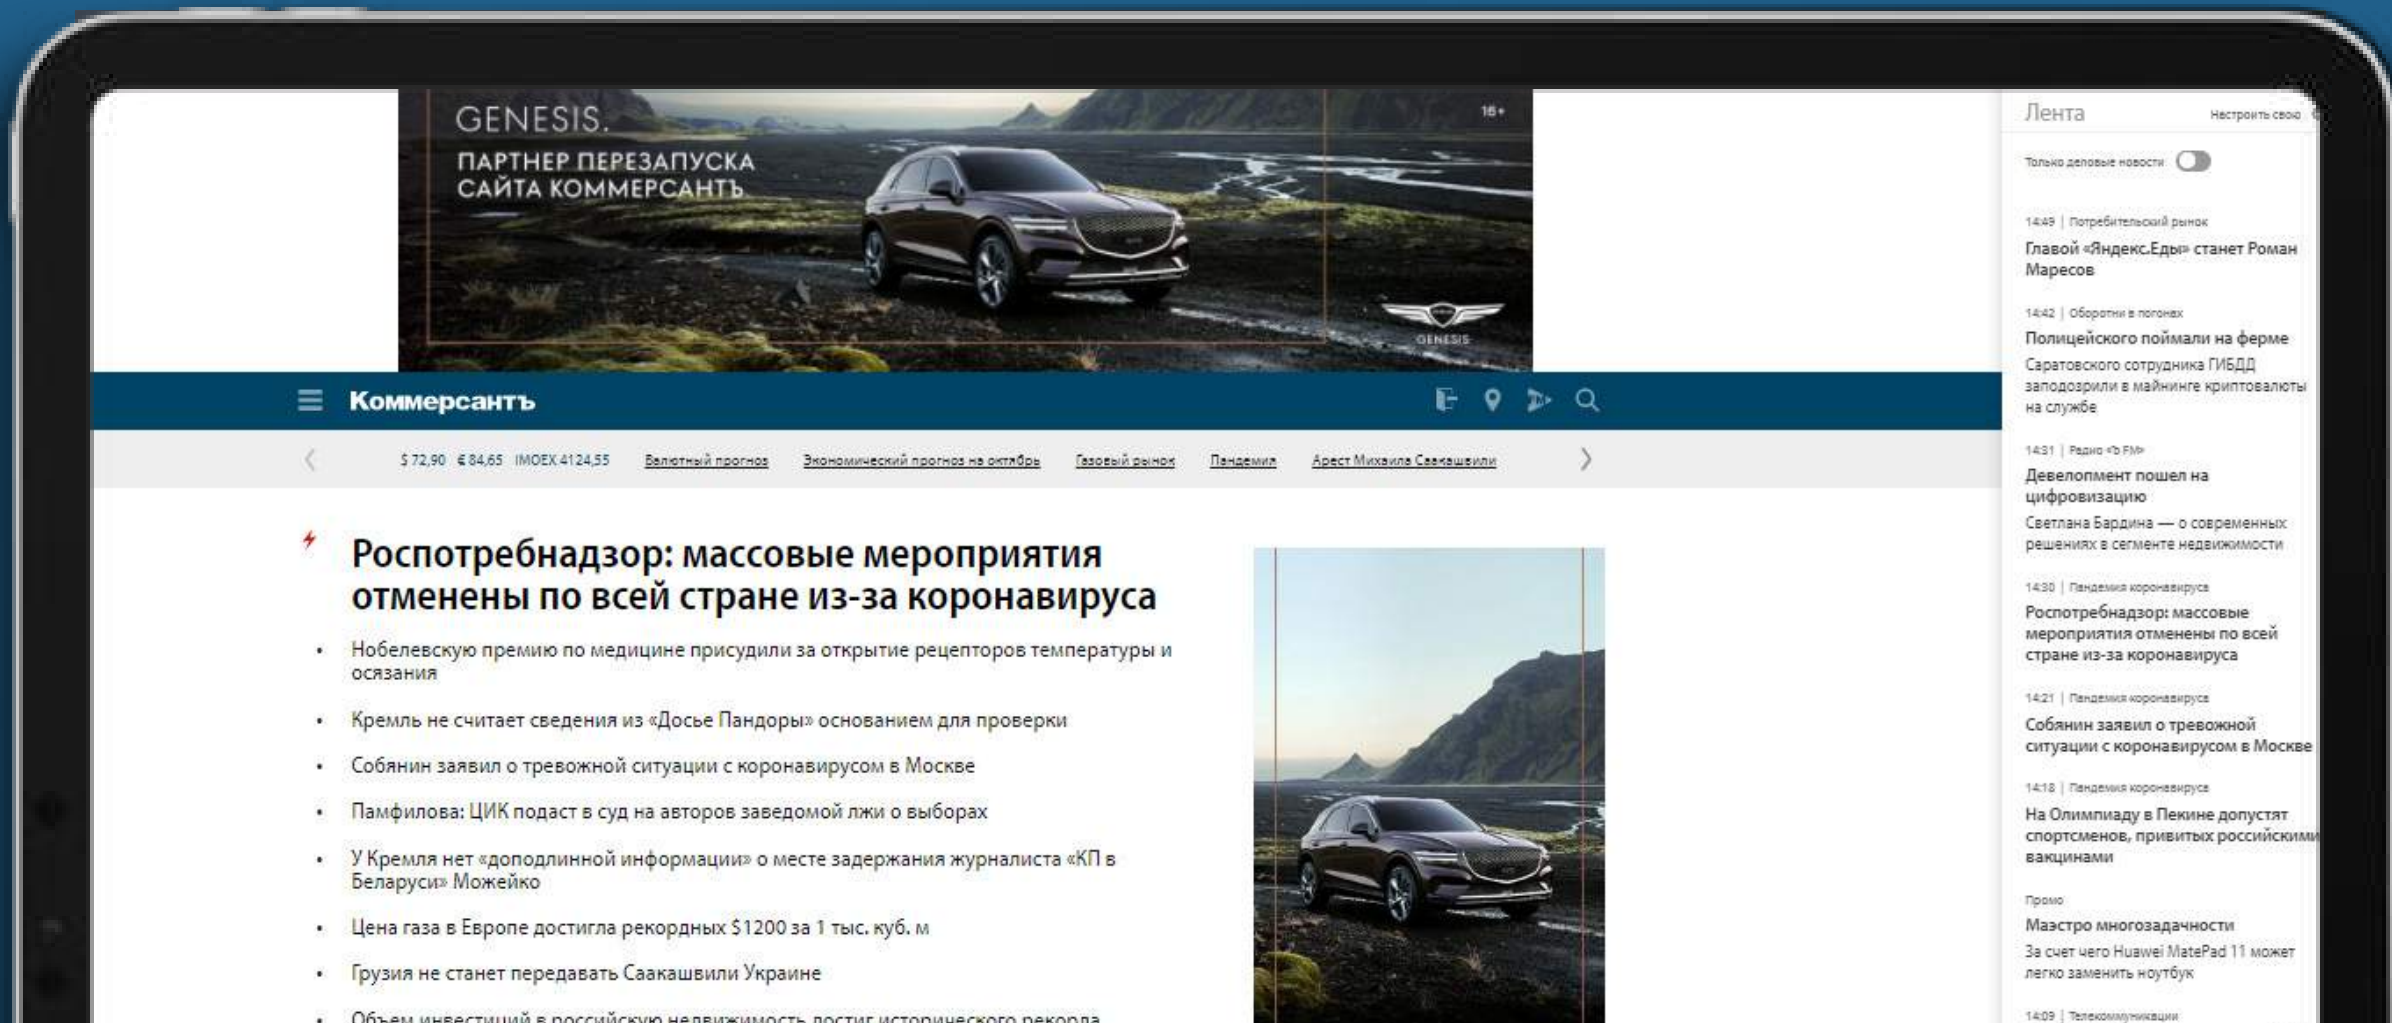 GENESIS.
ПАРТНЕР ПЕРЕЗАПУСКА
САЙТА КОММЕРСАНТЪ
16+
GENESIS
Коммерсантъ
$ 72,90 € 84,65 IMOEX 4124,55 Валютный прогноз Экономический прогноз на октябрь Газовый рынок Пандемия Арест Михаила Саакашвили
Роспотребнадзор: массовые мероприятия
отменены по всей стране из-за коронавируса
• Нобелевскую премию по медицине присудили за открытие рецепторов температуры и
осязания
• Кремль не считает сведения из «Досье Пандоры» основанием для проверки
• Собянин заявил о тревожной ситуации с коронавирусом в Москве
• Памфилова: ЦИК подаст в суд на авторов заведомой лжи о выборах
• У Кремля нет «доподлинной информации» о месте задержания журналиста «КП в
Беларуси» Можейко
• Цена газа в Европе достигла рекордных $1200 за 1 тыс. куб. м
• Грузия не станет передавать Саакашвили Украине
• Объем инвестиций в российскую недвижимость достиг исторического рекорда
Лента Настроить свою
Только деловые новости
14:49 | Потребительский рынок
Главой «Яндекс.Еды» станет Роман
Маресов
14:42 | Оборотни в погонах
Полицейского поймали на ферме
Саратовского сотрудника ГИБДД
заподозрили в майнинге криптовалюты
на службе
14:31 | Радио «Ъ FM»
Девелопмент пошел на
цифровизацию
Светлана Бардина — о современных
решениях в сегменте недвижимости
14:30 | Пандемия коронавируса
Роспотребнадзор: массовые
мероприятия отменены по всей
стране из-за коронавируса
14:21 | Пандемия коронавируса
Собянин заявил о тревожной
ситуации с коронавирусом в Москве
14:18 | Пандемия коронавируса
На Олимпиаду в Пекине допустят
спортсменов, привитых российскими
вакцинами
Промо
Маэстро многозадачности
За счет чего Huawei MatePad 11 может
легко заменить ноутбук
14:09 | Телекоммуникации